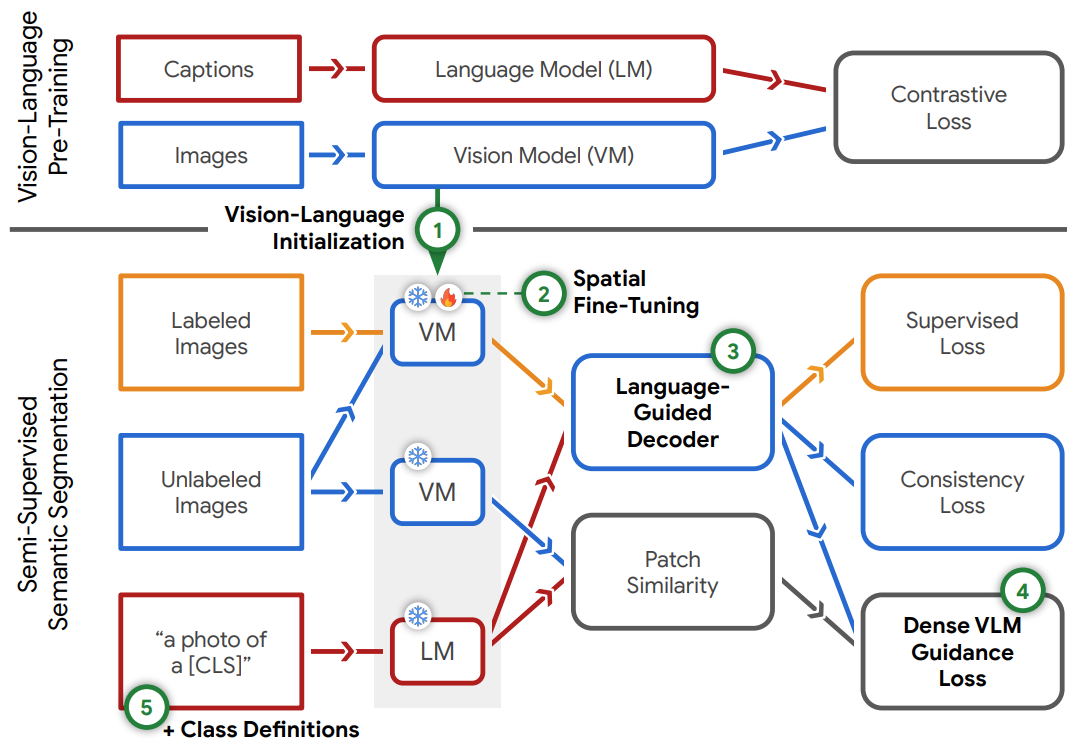 Vision-Language
Pre-Training
Captions
Language Model (LM)
Contrastive
Loss
Images
Vision Model (VM)
Vision-Language
Initialization
1
Semi-Supervised
Semantic Segmentation
Labeled
Images
VM
2
Spatial
Fine-Tuning
3
Language-
Guided
Decoder
Supervised
Loss
Unlabeled
Images
VM
Consistency
Loss
Patch
Similarity
"a photo of
a [CLS]"
LM
4
Dense VLM
Guidance
Loss
5
+ Class Definitions